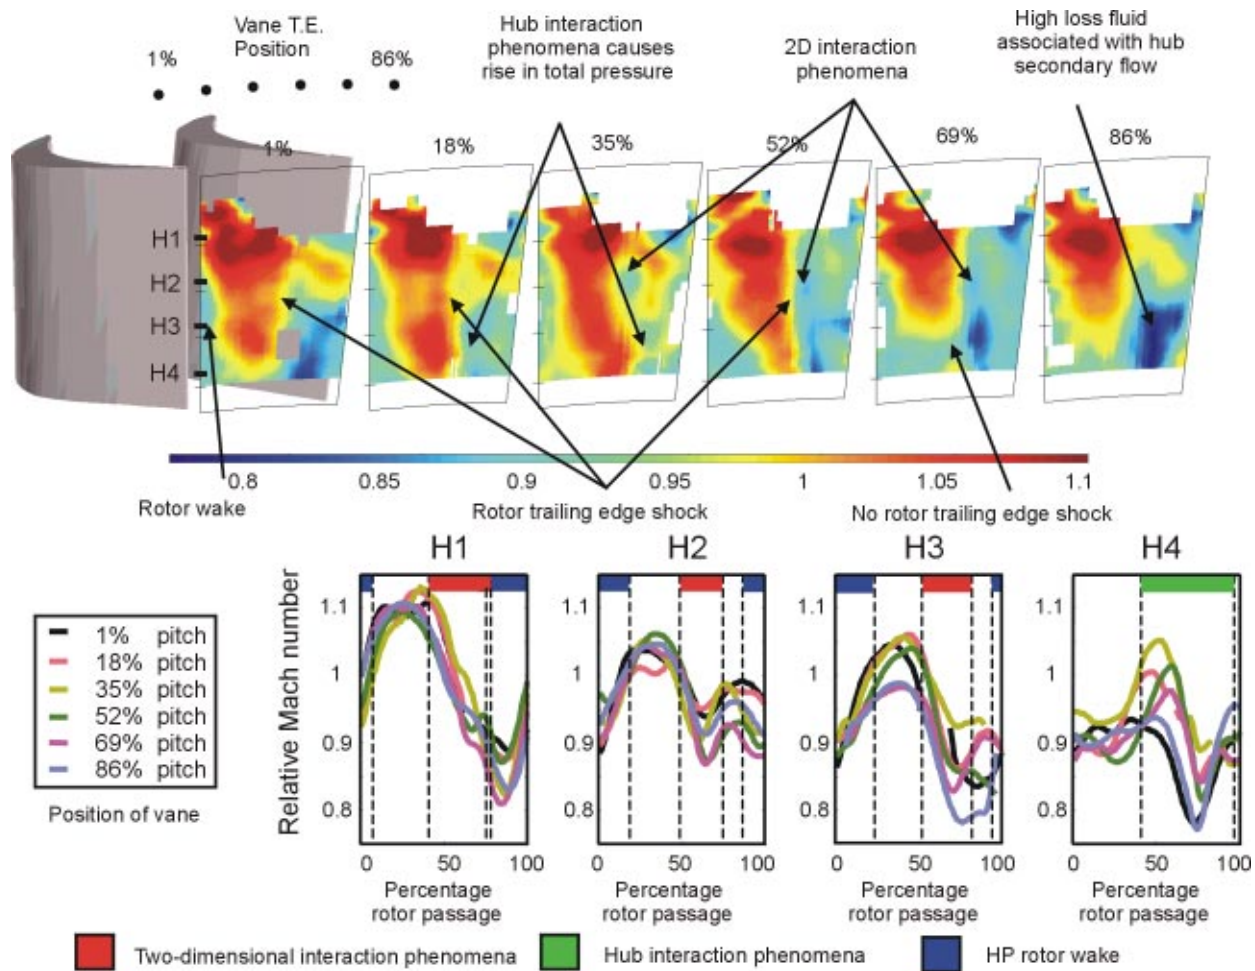 Vane T.E.
Position
1%
86%
Hub interaction
phenomena causes
rise in total pressure
2D interaction
phenomena
High loss fluid
associated with hub
secondary flow
1%
18%
35%
52%
69%
86%
H1
H2
H3
H4
0.8
0.85
0.9
0.95
1
1.05
1.1
Rotor wake
Rotor trailing edge shock
No rotor trailing edge shock
H1
H2
H3
H4
Relative Mach number
1.1
1
0.9
0.8
1.1
1
0.9
0.8
1.1
1
0.9
0.8
1.1
1
0.9
0.8
0 50 100
0 50 100
0 50 100
0 50 100
Percentage
rotor passage
Percentage
rotor passage
Percentage
rotor passage
Percentage
rotor passage
1% pitch
18% pitch
35% pitch
52% pitch
69% pitch
86% pitch
Position of vane
Two-dimensional interaction phenomena
Hub interaction phenomena
HP rotor wake